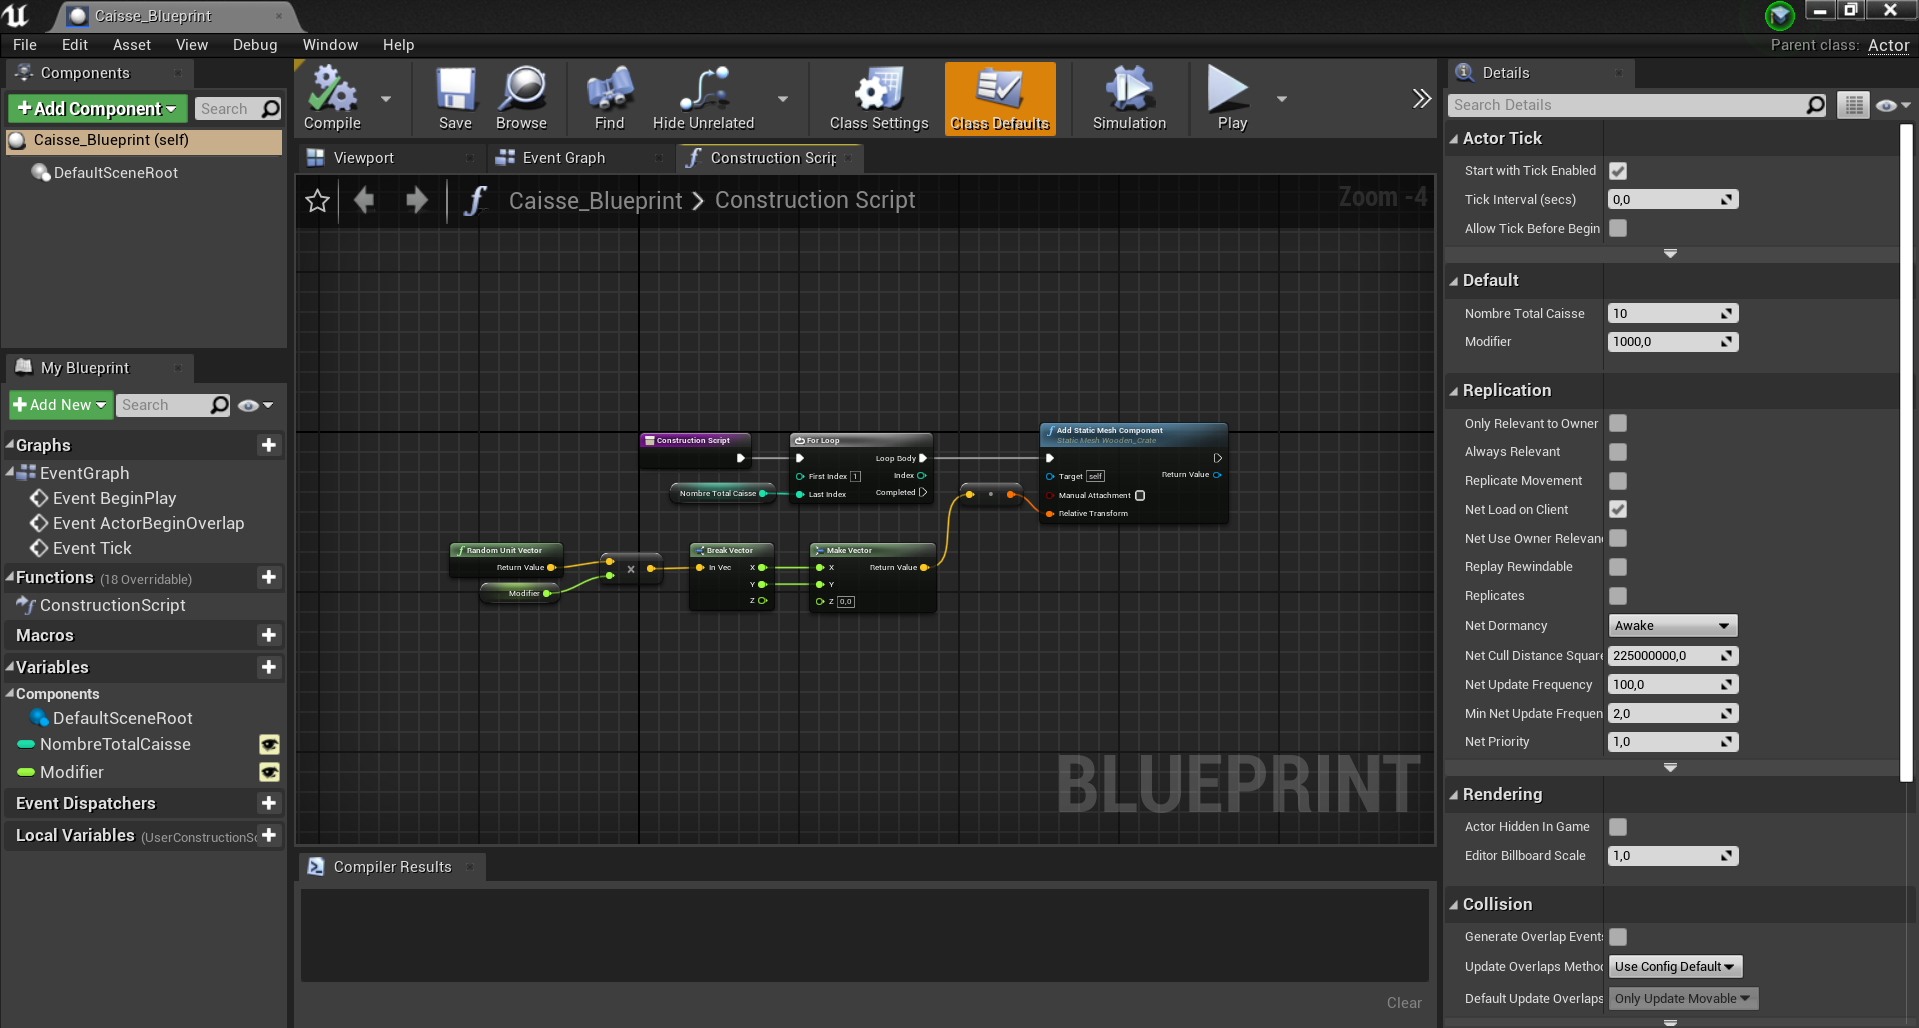 Caisse_Blueprint
File Edit Asset View Debug Window Help
Parent class: Actor
Components
Add Component
Search
Caisse_Blueprint (self)
DefaultSceneRoot
My Blueprint
Add New
Search
Graphs
EventGraph
Event BeginPlay
Event ActorBeginOverlap
Event Tick
Functions (18 Overridable)
ConstructionScript
Macros
Variables
Components
DefaultSceneRoot
NombreTotalCaisse
Modifier
Event Dispatchers
Local Variables (UserConstructionSc
Compile
Save
Browse
Find
Hide Unrelated
Class Settings
Class Defaults
Simulation
Play
Viewport
Event Graph
Construction Scrip
Caisse_Blueprint > Construction Script
Zoom -4
Construction Script
For Loop
Loop Body
First Index 1
Index
Last Index
Completed
Nombre Total Caisse
Add Static Mesh Component
Static Mesh Wooden_Crate
Target self
Return Value
Manual Attachment
Relative Transform
Random Unit Vector
Return Value
Modifier
×
Break Vector
In Vec
X
Y
Z
Make Vector
X
Return Value
Y
Z 0,0
BLUEPRINT
Compiler Results
Clear
Details
Search Details
Actor Tick
Start with Tick Enabled
Tick Interval (secs) 0,0
Allow Tick Before Begin
Default
Nombre Total Caisse 10
Modifier 1000,0
Replication
Only Relevant to Owner
Always Relevant
Replicate Movement
Net Load on Client
Net Use Owner Relevan
Replay Rewindable
Replicates
Net Dormancy Awake
Net Cull Distance Square 225000000,0
Net Update Frequency 100,0
Min Net Update Frequen 2,0
Net Priority 1,0
Rendering
Actor Hidden In Game
Editor Billboard Scale 1,0
Collision
Generate Overlap Events
Update Overlaps Method Use Config Default
Default Update Overlaps Only Update Movable